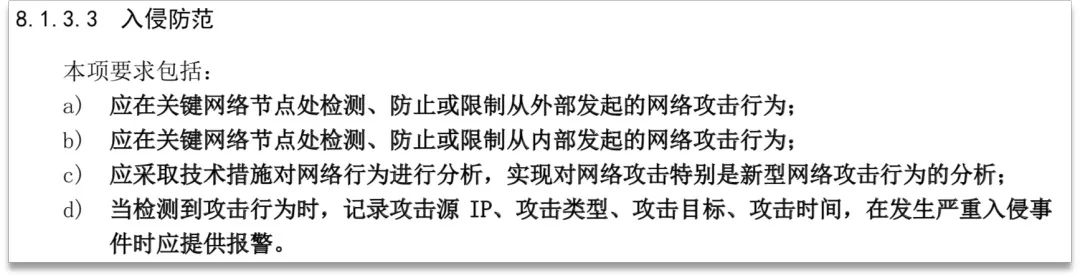 8.1.3.3 入侵防范
本项要求包括：
a) 应在关键网络节点处检测、防止或限制从外部发起的网络攻击行为；
b) 应在关键网络节点处检测、防止或限制从内部发起的网络攻击行为；
c) 应采取技术措施对网络行为进行分析，实现对网络攻击特别是新型网络攻击行为的分析；
d) 当检测到攻击行为时，记录攻击源 IP、攻击类型、攻击目标、攻击时间，在发生严重入侵事
件时应提供报警。